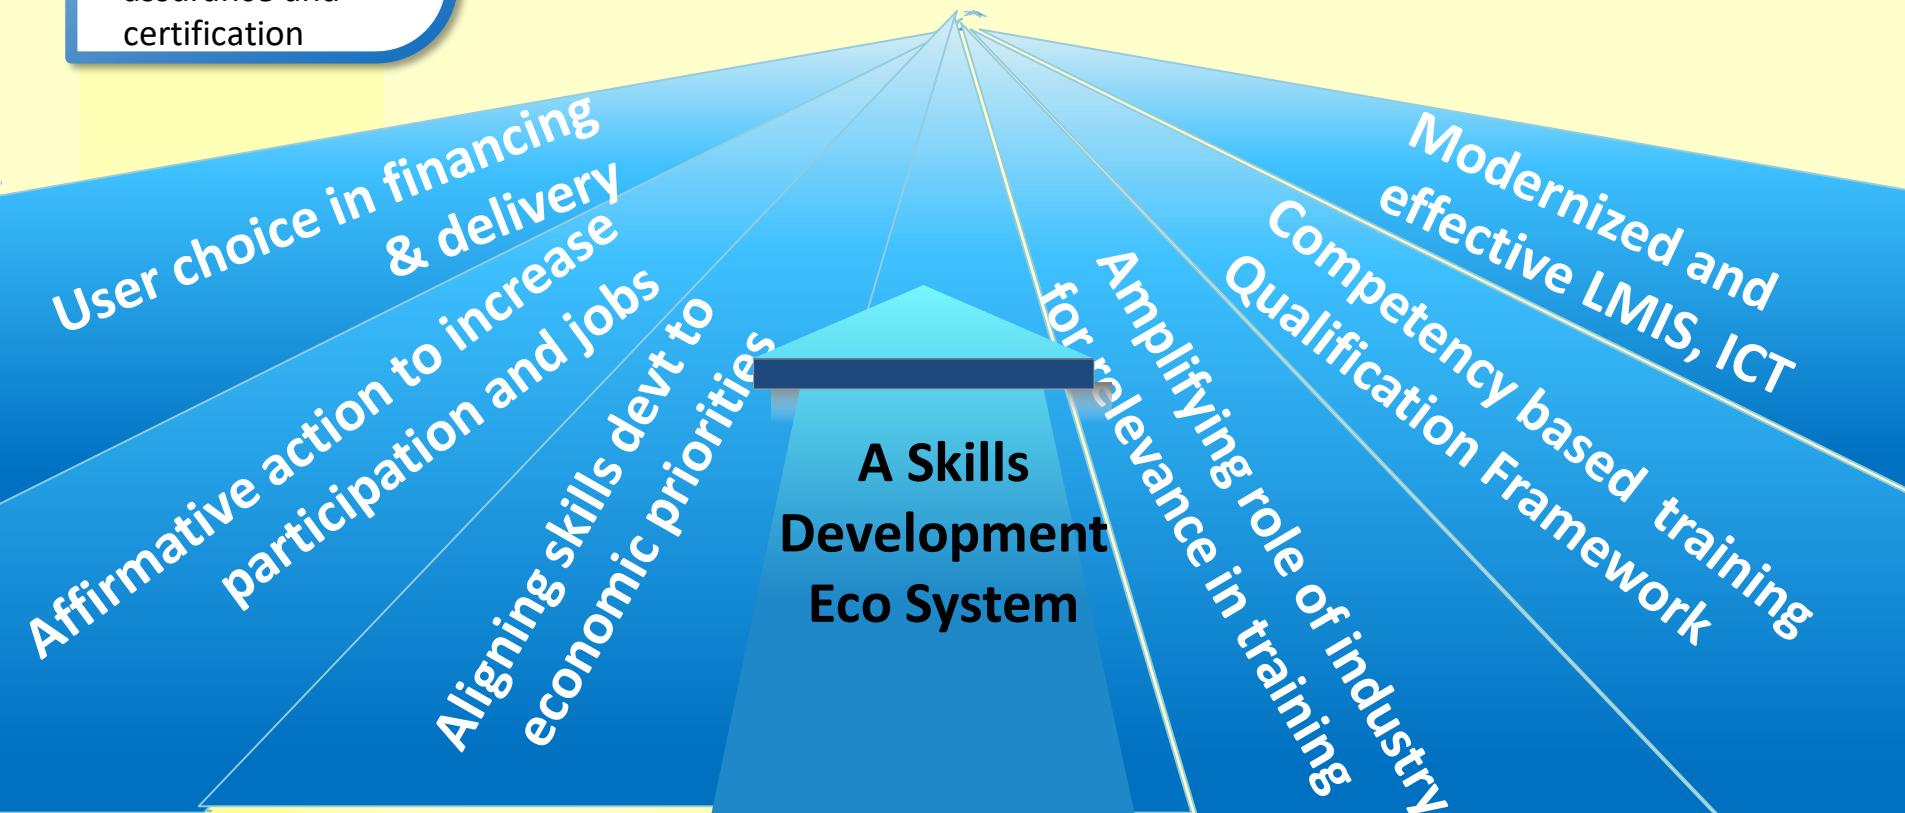 assurance and
certification
User choice in financing
& delivery
Affirmative action to increase
participation and jobs
Aligning skills devt to
economic priorities
A Skills
Development
Eco System
Amplifying role of industry
for relevance in training
Competency based training
Qualification Framework
Modernized and
effective LMIS, ICT